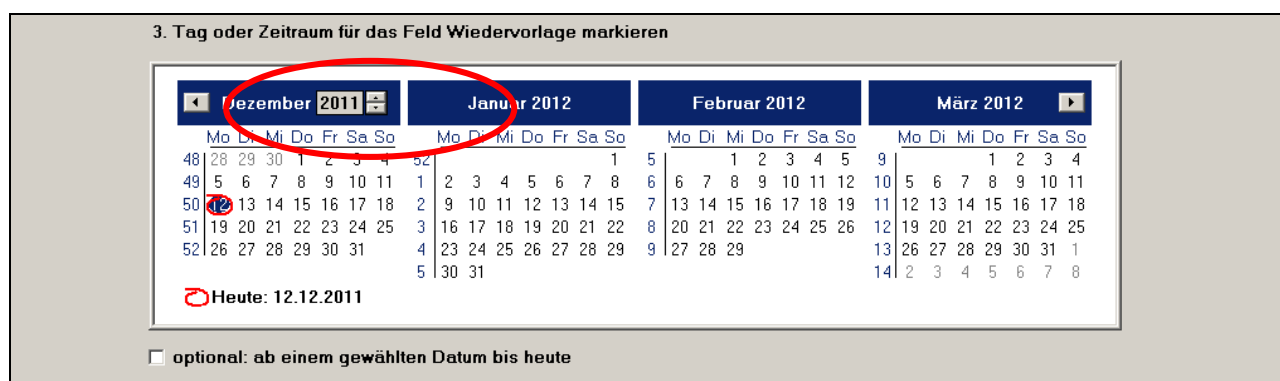 3. Tag oder Zeitraum für das Feld Wiedervorlage markieren
Dezember 2011 Januar 2012 Februar 2012 März 2012
Mo Di Mi Do Fr Sa So Mo Di Mi Do Fr Sa So Mo Di Mi Do Fr Sa So Mo Di Mi Do Fr Sa So
48 28 29 30 1 2 3 4 52 1 5 1 2 3 4 5 9 1 2 3 4
49 5 6 7 8 9 10 11 1 2 3 4 5 6 7 8 6 6 7 8 9 10 11 12 10 5 6 7 8 9 10 11
50 12 13 14 15 16 17 18 2 9 10 11 12 13 14 15 7 13 14 15 16 17 18 19 11 12 13 14 15 16 17 18
51 19 20 21 22 23 24 25 3 16 17 18 19 20 21 22 8 20 21 22 23 24 25 26 12 19 20 21 22 23 24 25
52 26 27 28 29 30 31 4 23 24 25 26 27 28 29 9 27 28 29 13 26 27 28 29 30 31 1
5 30 31 14 2 3 4 5 6 7 8
Heute: 12.12.2011
optional: ab einem gewählten Datum bis heute